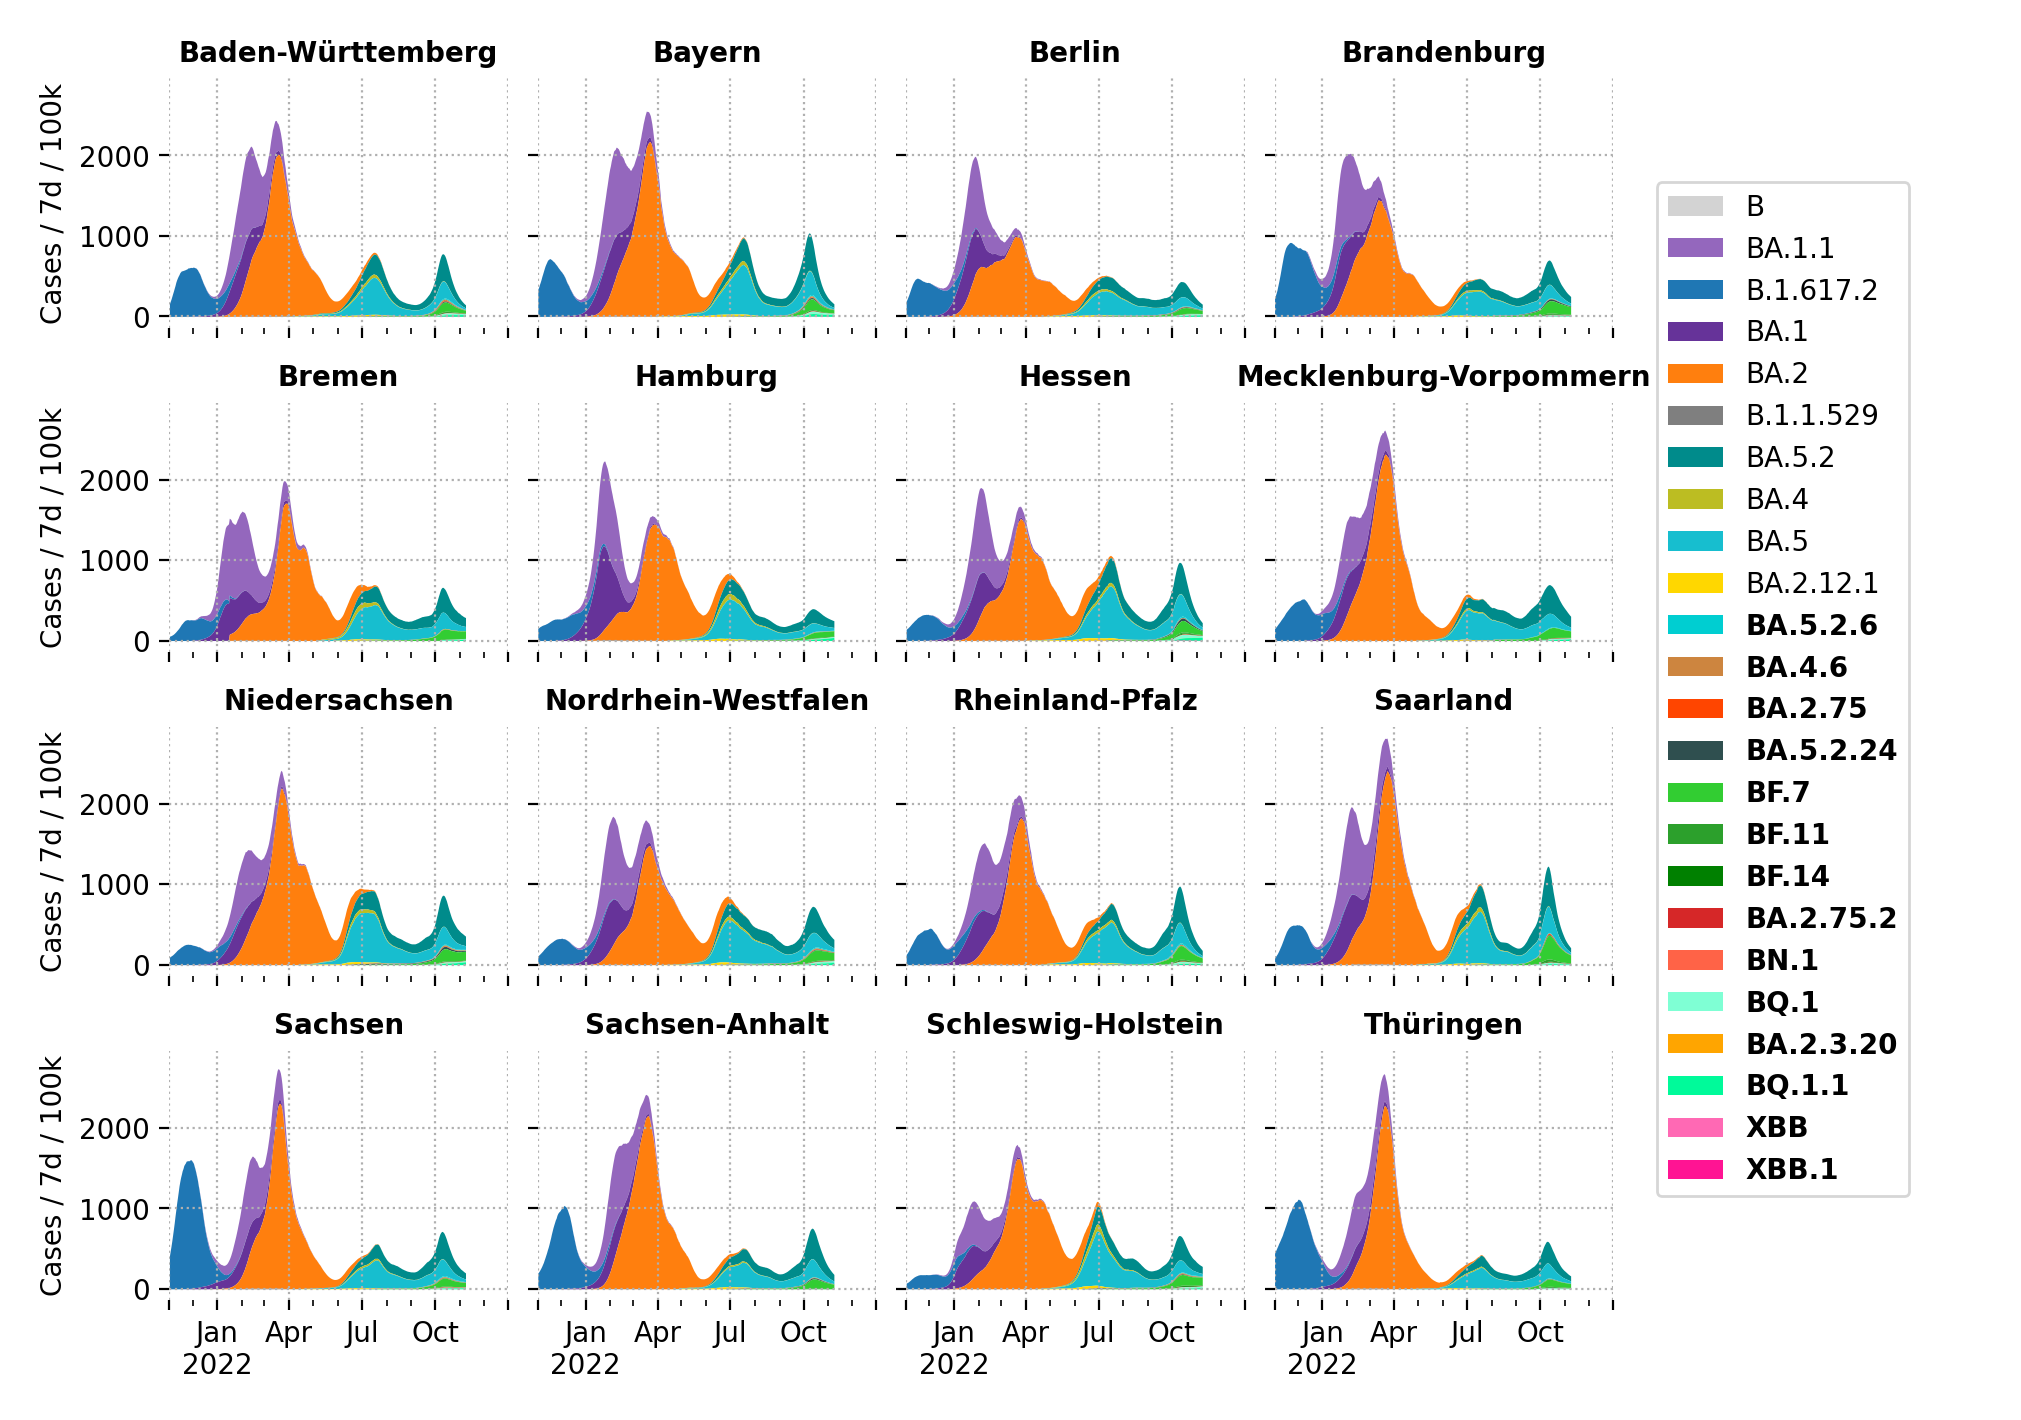 Baden-Württemberg Bayern Berlin Brandenburg
Cases / 7d / 100k
2000
1000
0
Bremen Hamburg Hessen Mecklenburg-Vorpommern
Cases / 7d / 100k
2000
1000
0
Niedersachsen Nordrhein-Westfalen Rheinland-Pfalz Saarland
Cases / 7d / 100k
2000
1000
0
Sachsen Sachsen-Anhalt Schleswig-Holstein Thüringen
Cases / 7d / 100k
2000
1000
0
Jan Apr Jul Oct Jan Apr Jul Oct Jan Apr Jul Oct Jan Apr Jul Oct
2022 2022 2022 2022
B
BA.1.1
B.1.617.2
BA.1
BA.2
B.1.1.529
BA.5.2
BA.4
BA.5
BA.2.12.1
BA.5.2.6
BA.4.6
BA.2.75
BA.5.2.24
BF.7
BF.11
BF.14
BA.2.75.2
BN.1
BQ.1
BA.2.3.20
BQ.1.1
XBB
XBB.1